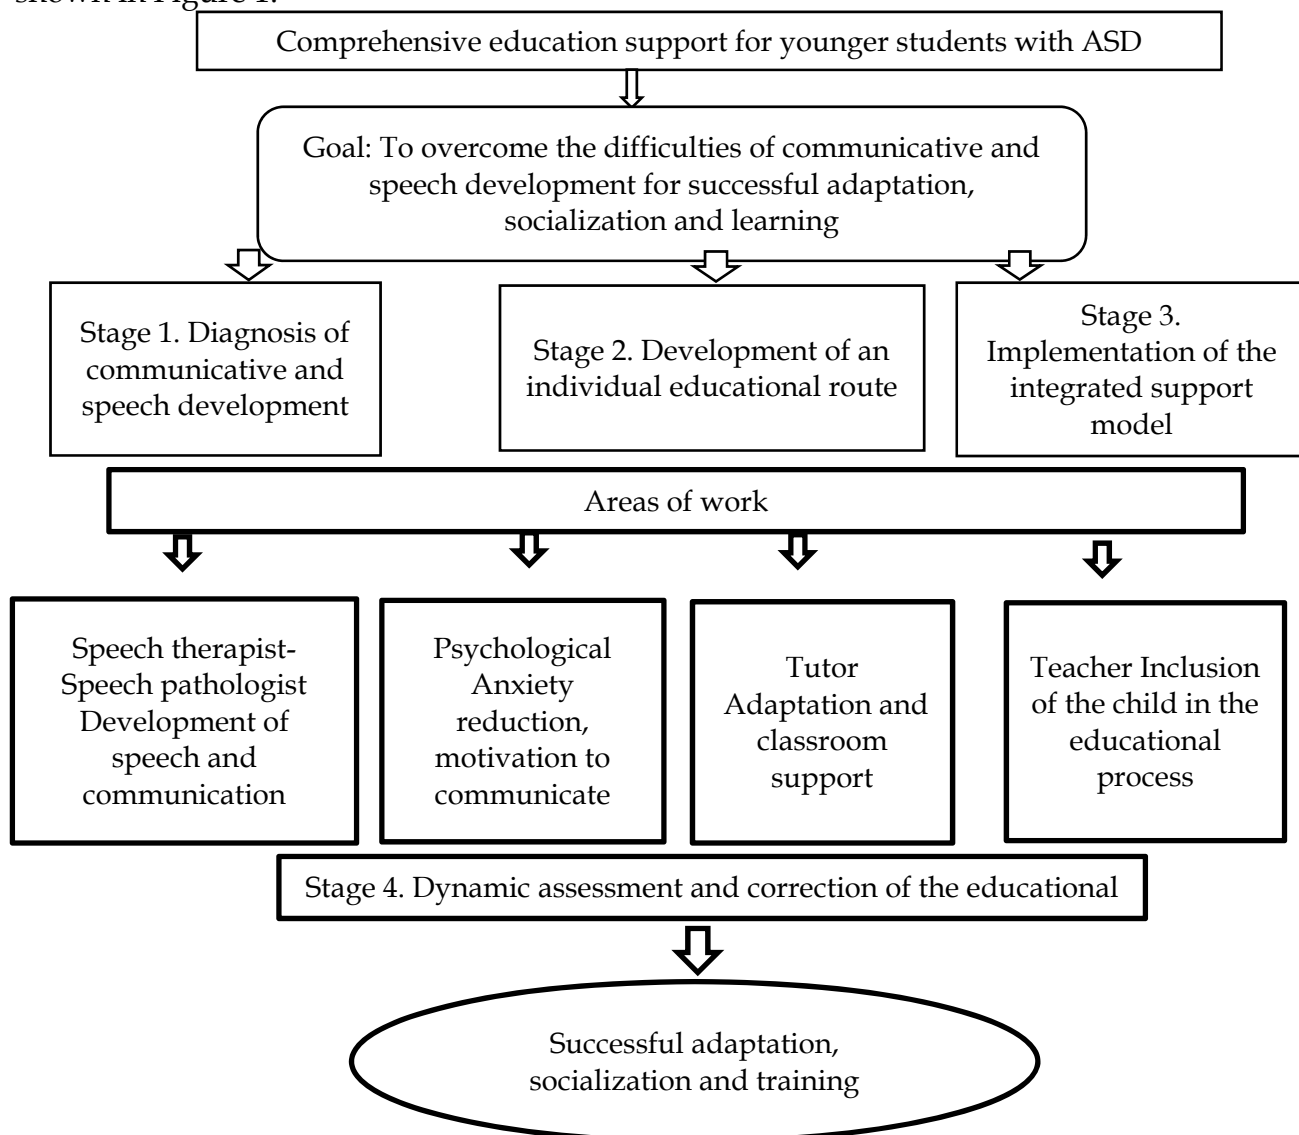 shown in Figure 1.
Comprehensive education support for younger students with ASD
Goal: To overcome the difficulties of communicative and
speech development for successful adaptation,
socialization and learning
Stage 1. Diagnosis of
communicative and
speech development
Stage 2. Development of an
individual educational route
Stage 3.
Implementation of the
integrated support
model
Areas of work
Speech therapist-
Speech pathologist
Development of
speech and
communication
Psychological
Anxiety
reduction,
motivation to
communicate
Tutor
Adaptation and
classroom
support
Teacher Inclusion
of the child in the
educational
process
Stage 4. Dynamic assessment and correction of the educational
Successful adaptation,
socialization and training